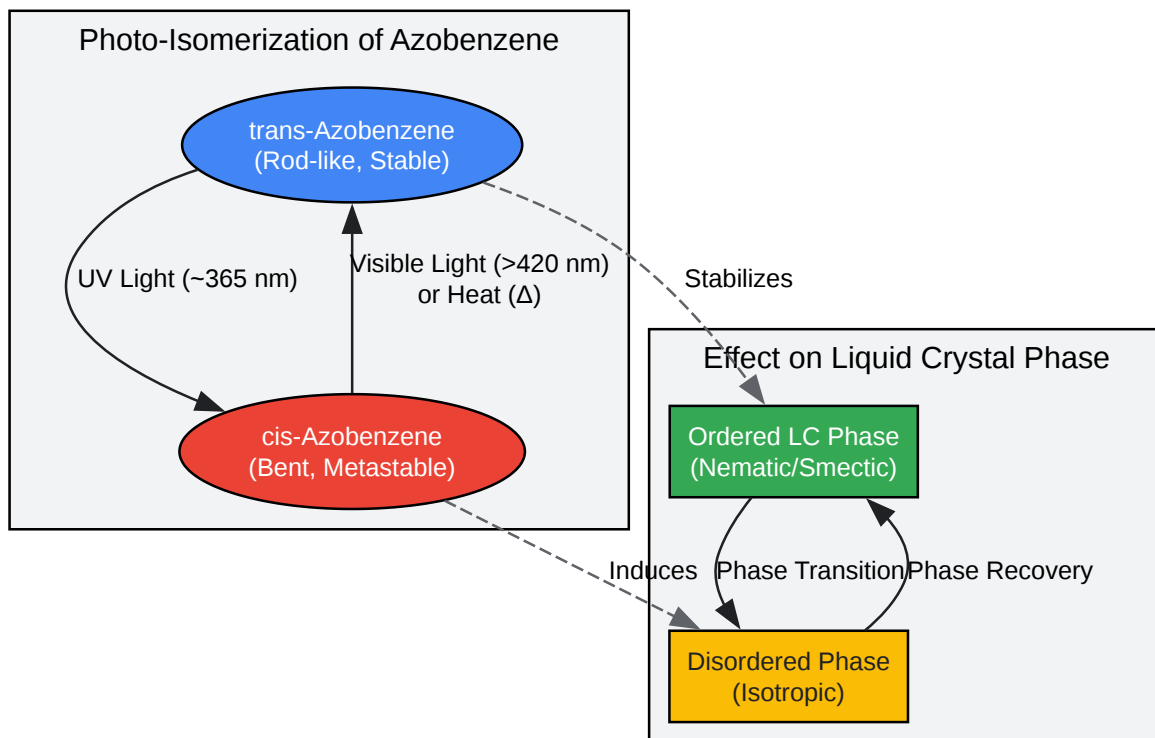 Photo-Isomerization of Azobenzene
trans-Azobenzene
(Rod-like, Stable)
UV Light (~365 nm)
Visible Light (>420 nm)
or Heat (Δ)
cis-Azobenzene
(Bent, Metastable)
Stabilizes
Induces
Effect on Liquid Crystal Phase
Ordered LC Phase
(Nematic/Smectic)
Phase Transition
Phase Recovery
Disordered Phase
(Isotropic)